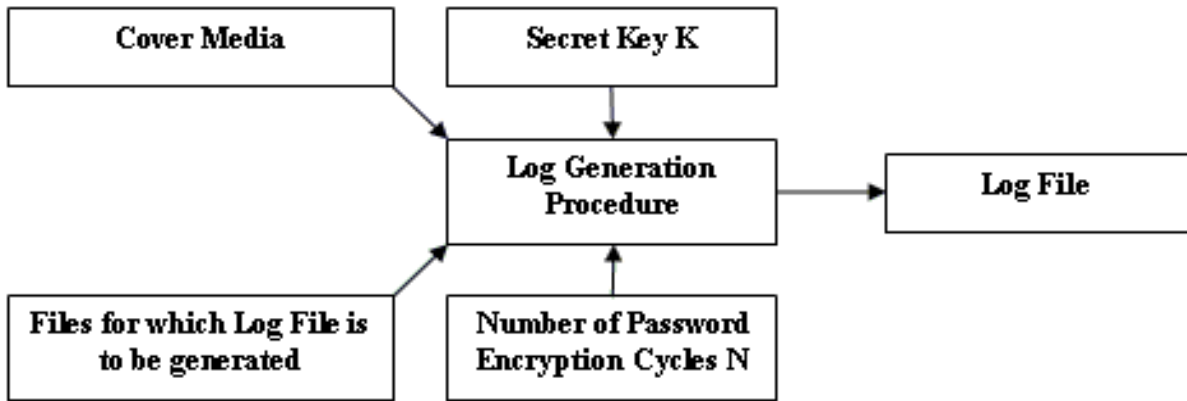 Cover Media
Secret Key K
Log Generation
Procedure
Log File
Files for which Log File is
to be generated
Number of Password
Encryption Cycles N